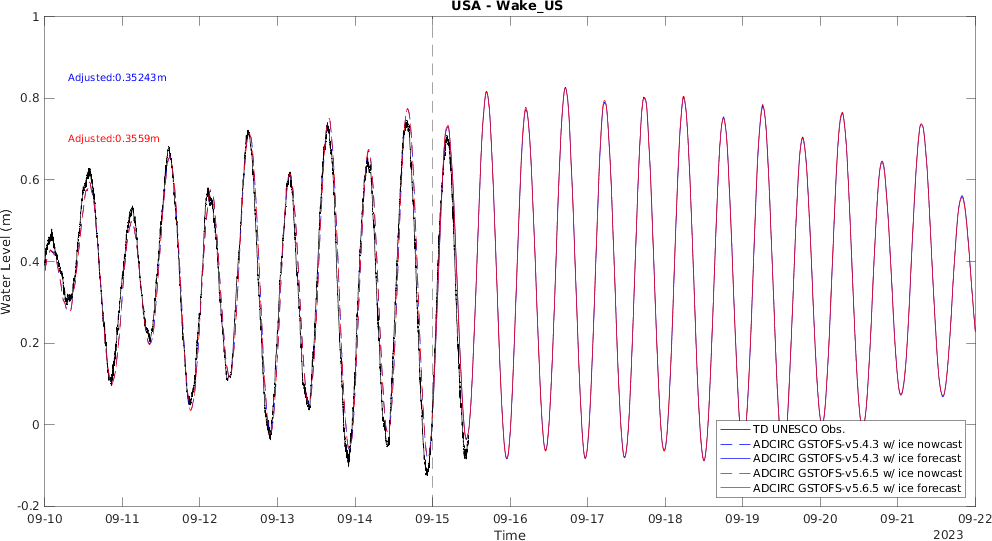 USA - Wake_US
Adjusted:0.35243m
Adjusted:0.3559m
Water Level (m)
1
0.8
0.6
0.4
0.2
0
-0.2
TD UNESCO Obs.
ADCIRC GSTOFS-v5.4.3 w/ ice nowcast
ADCIRC GSTOFS-v5.4.3 w/ ice forecast
ADCIRC GSTOFS-v5.6.5 w/ ice nowcast
ADCIRC GSTOFS-v5.6.5 w/ ice forecast
09-10 09-11 09-12 09-13 09-14 09-15 09-16 09-17 09-18 09-19 09-20 09-21 09-22
Time
2023